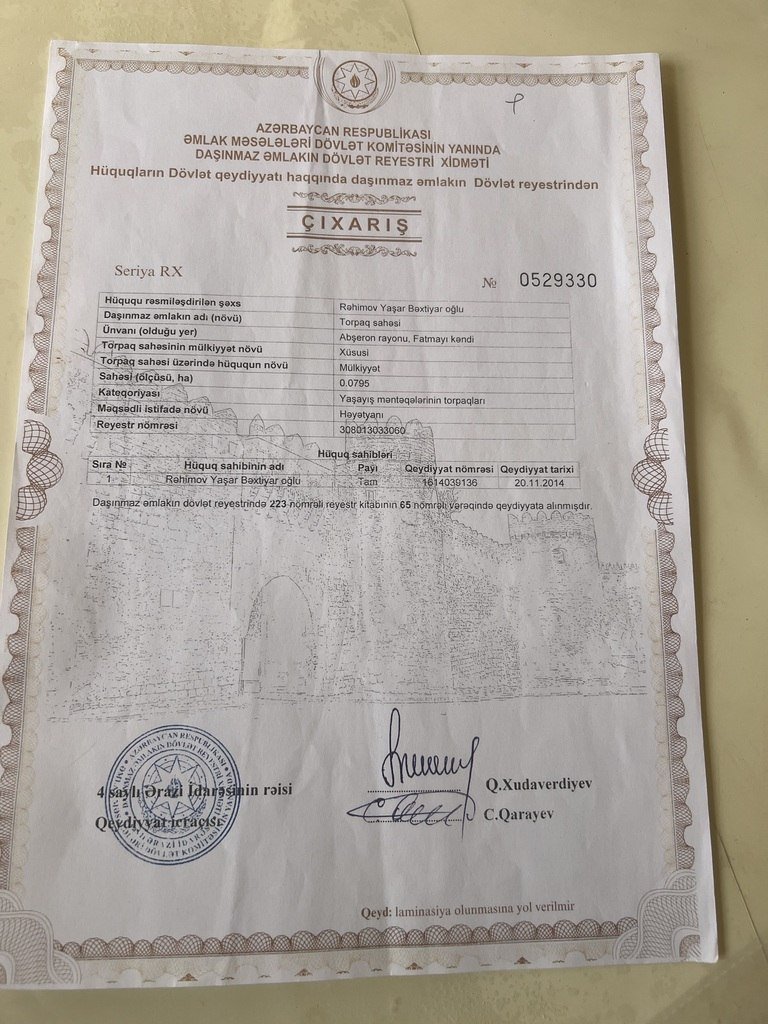 AZƏRBAYCAN RESPUBLİKASI
ƏMLAK MƏSƏLƏLƏRİ DÖVLƏT KOMİTƏSİNİN YANINDA
DAŞINMAZ ƏMLAKIN DÖVLƏT REYESTRİ XİDMƏTİ
Hüquqların Dövlət qeydiyyatı haqqında daşınmaz əmlakın Dövlət reyestrindən
ÇIXARIŞ
Seriya RX № 0529330
Hüququ rəsmiləşdirilən şəxs Rəhimov Yaşar Bəxtiyar oğlu
Daşınmaz əmlakın adı (növü) Torpaq sahəsi
Ünvanı (olduğu yer) Abşeron rayonu, Fatmayı kəndi
Torpaq sahəsinin mülkiyyət növü Xüsusi
Torpaq sahəsi üzərində hüququn növü Mülkiyyət
Sahəsi (ölçüsü, ha) 0.0795
Kateqoriyası Yaşayış məntəqələrinin torpaqları
Məqsədli istifadə növü Həyətyanı
Reyestr nömrəsi 308013033060
Hüquq sahibləri
Sıra № Hüquq sahibinin adı Payı Qeydiyyat nömrəsi Qeydiyyat tarixi
1 Rəhimov Yaşar Bəxtiyar oğlu Tam 1614039136 20.11.2014
Daşınmaz əmlakın dövlət reyestrində 223 nömrəli reyestr kitabının 65 nömrəli vərəqində qeydiyyata alınmışdır.
4 saylı Ərazi İdarəsinin rəisi Q.Xudaverdiyev
Qeydiyyat icraçısı C.Qarayev
Qeyd: laminasiya olunmasına yol verilmir